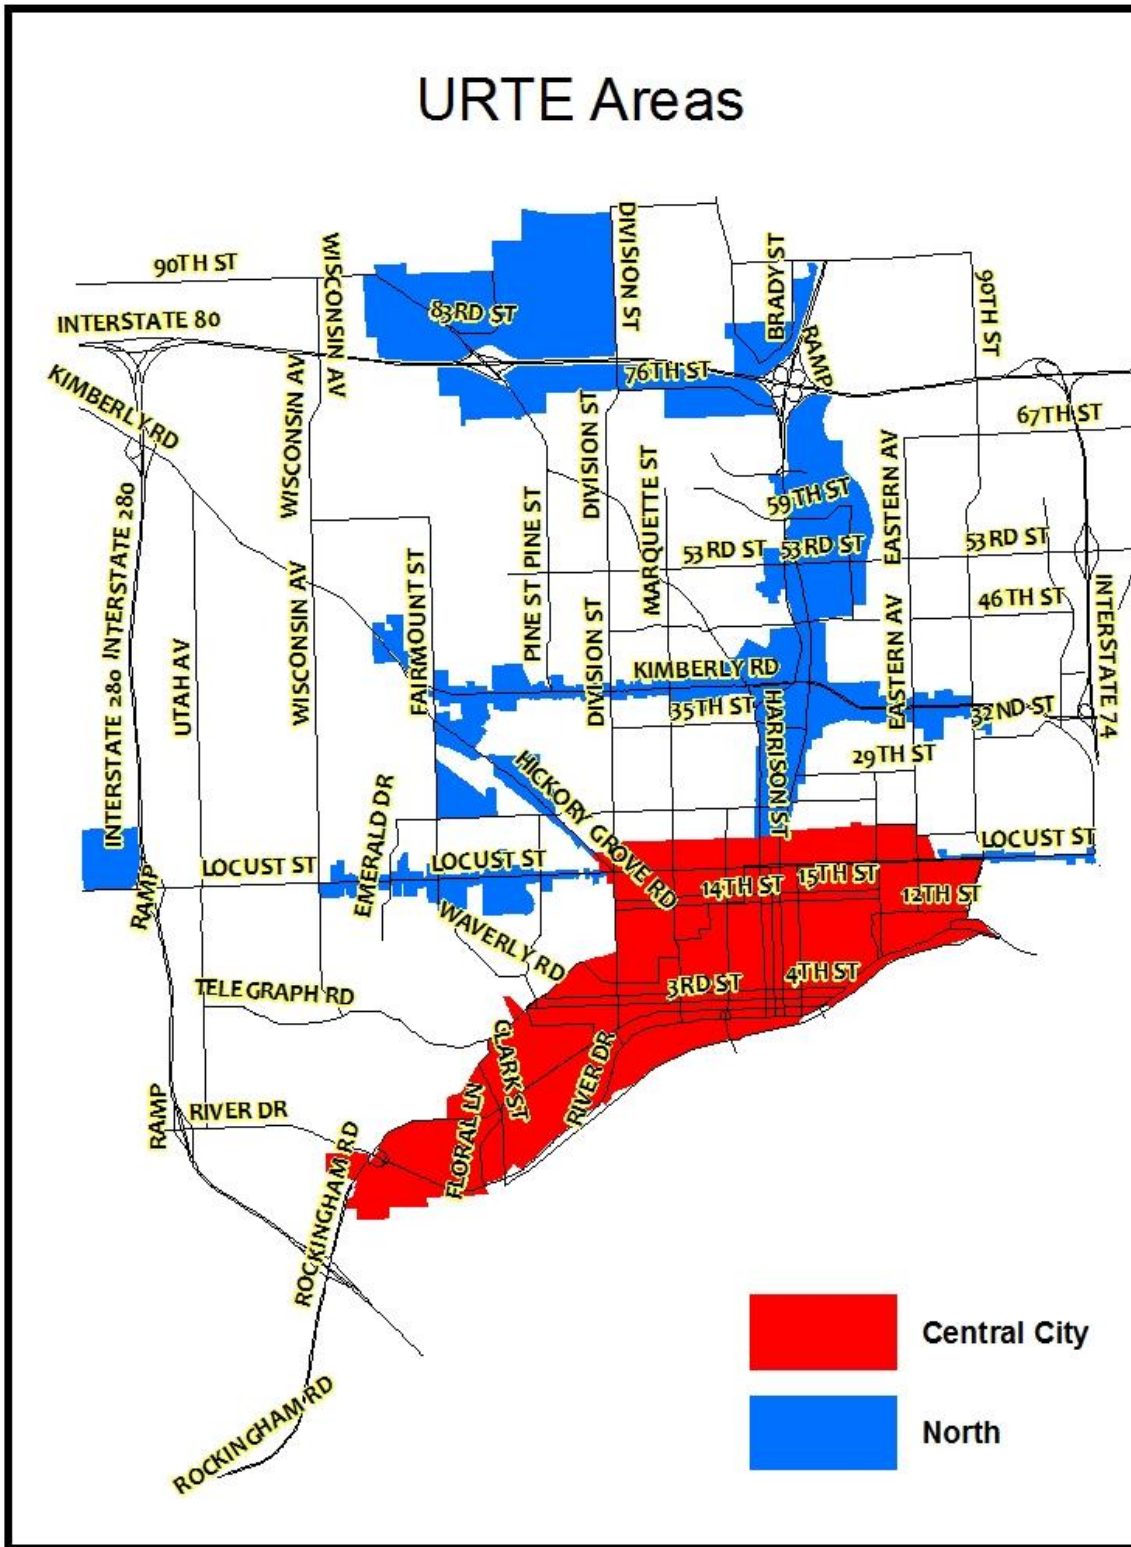 URTE Areas
90TH ST
WISCONSIN AV
83RD ST
DIVISION ST
BRADY ST
90TH ST
INTERSTATE 80
RAMP
KIMBERLY RD
76TH ST
WISCONSIN AV
DIVISION ST
67TH ST
MARQUETTE ST
EASTERN AV
INTERSTATE 280
INTERSTATE 280
59TH ST
PINE ST
PINE ST
53RD ST
53RD ST
53RD ST
WISCONSIN AV
FAIRMOUNT ST
46TH ST
INTERSTATE 74
UTAH AV
DIVISION ST
EASTERN AV
KIMBERLY RD
35TH ST
HARRISON ST
32ND ST
29TH ST
HICKORY GROVE RD
EMERALD DR
LOCUST ST
LOCUST ST
LOCUST ST
RAMP
14TH ST
15TH ST
12TH ST
WAVERLY RD
TELEGRAPH RD
3RD ST
4TH ST
CLARK ST
RIVER DR
RAMP
RIVER DR
FLORAL LN
ROCKINGHAM RD
ROCKINGHAM RD
Central City
North